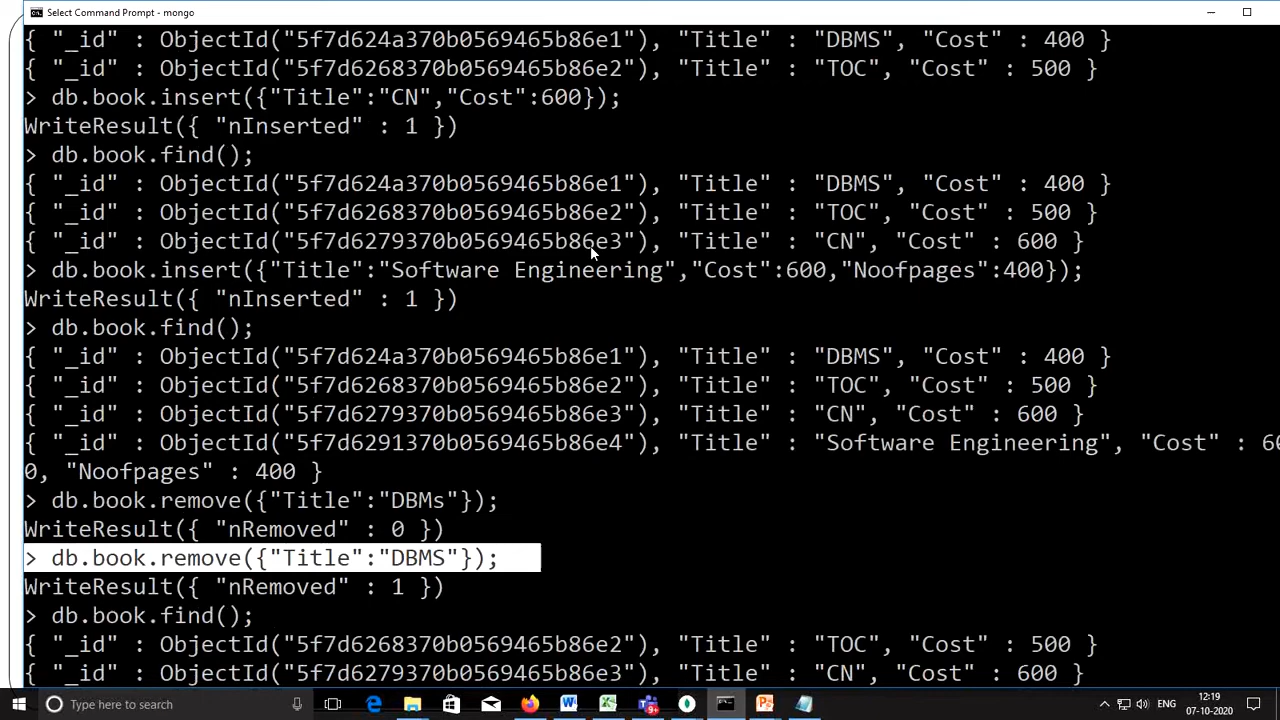 Select Command Prompt - mongo
{ "_id" : ObjectId("5f7d624a370b0569465b86e1"), "Title" : "DBMS", "Cost" : 400 }
{ "_id" : ObjectId("5f7d6268370b0569465b86e2"), "Title" : "TOC", "Cost" : 500 }
> db.book.insert({"Title":"CN","Cost":600});
WriteResult({ "nInserted" : 1 })
> db.book.find();
{ "_id" : ObjectId("5f7d624a370b0569465b86e1"), "Title" : "DBMS", "Cost" : 400 }
{ "_id" : ObjectId("5f7d6268370b0569465b86e2"), "Title" : "TOC", "Cost" : 500 }
{ "_id" : ObjectId("5f7d6279370b0569465b86e3"), "Title" : "CN", "Cost" : 600 }
> db.book.insert({"Title":"Software Engineering","Cost":600,"Noofpages":400});
WriteResult({ "nInserted" : 1 })
> db.book.find();
{ "_id" : ObjectId("5f7d624a370b0569465b86e1"), "Title" : "DBMS", "Cost" : 400 }
{ "_id" : ObjectId("5f7d6268370b0569465b86e2"), "Title" : "TOC", "Cost" : 500 }
{ "_id" : ObjectId("5f7d6279370b0569465b86e3"), "Title" : "CN", "Cost" : 600 }
{ "_id" : ObjectId("5f7d6291370b0569465b86e4"), "Title" : "Software Engineering", "Cost" : 60
0, "Noofpages" : 400 }
> db.book.remove({"Title":"DBMs"});
WriteResult({ "nRemoved" : 0 })
> db.book.remove({"Title":"DBMS"});
WriteResult({ "nRemoved" : 1 })
> db.book.find();
{ "_id" : ObjectId("5f7d6268370b0569465b86e2"), "Title" : "TOC", "Cost" : 500 }
{ "_id" : ObjectId("5f7d6279370b0569465b86e3"), "Title" : "CN", "Cost" : 600 }
Type here to search
9+
ENG
12:19
07-10-2020